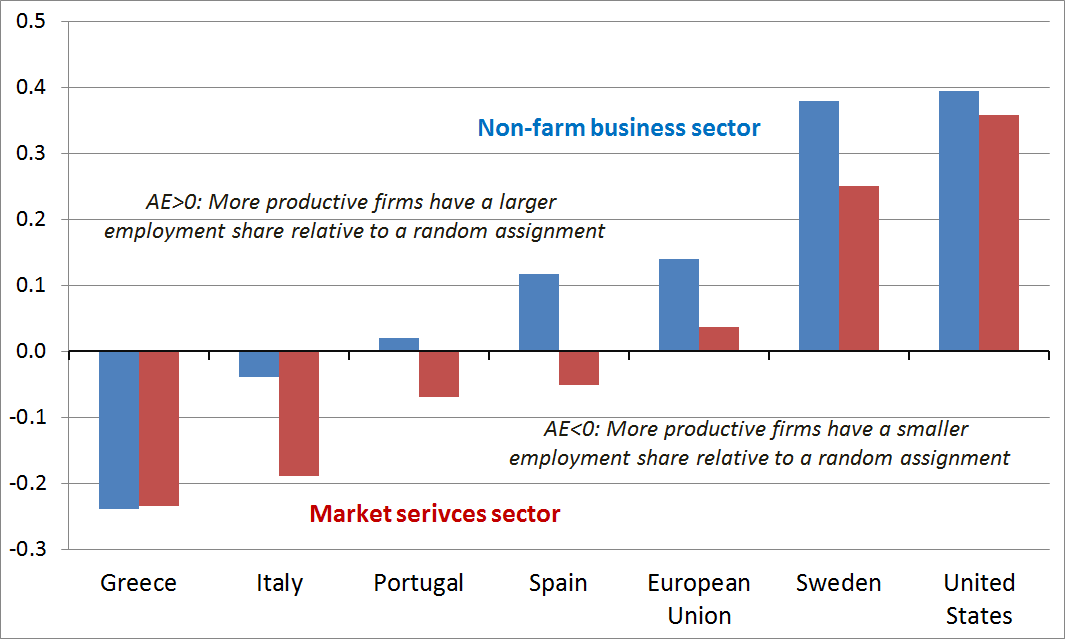 0.5
0.4
Non-farm business sector
0.3
AE>0: More productive firms have a larger
employment share relative to a random assignment
0.2
0.1
0.0
-0.1
AE<0: More productive firms have a smaller
employment share relative to a random assignment
-0.2
Market serivces sector
-0.3
Greece
Italy
Portugal
Spain
European
Union
Sweden
United
States